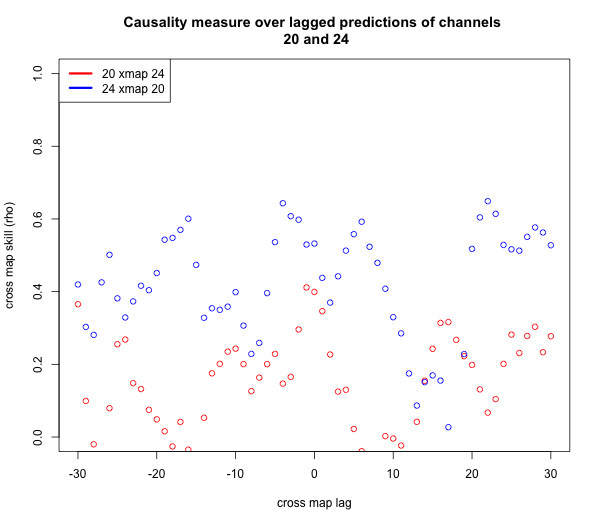 Causality measure over lagged predictions of channels
20 and 24
20 xmap 24
24 xmap 20
cross map skill (rho)
1.0
0.8
0.6
0.4
0.2
0.0
-30 -20 -10 0 10 20 30
cross map lag